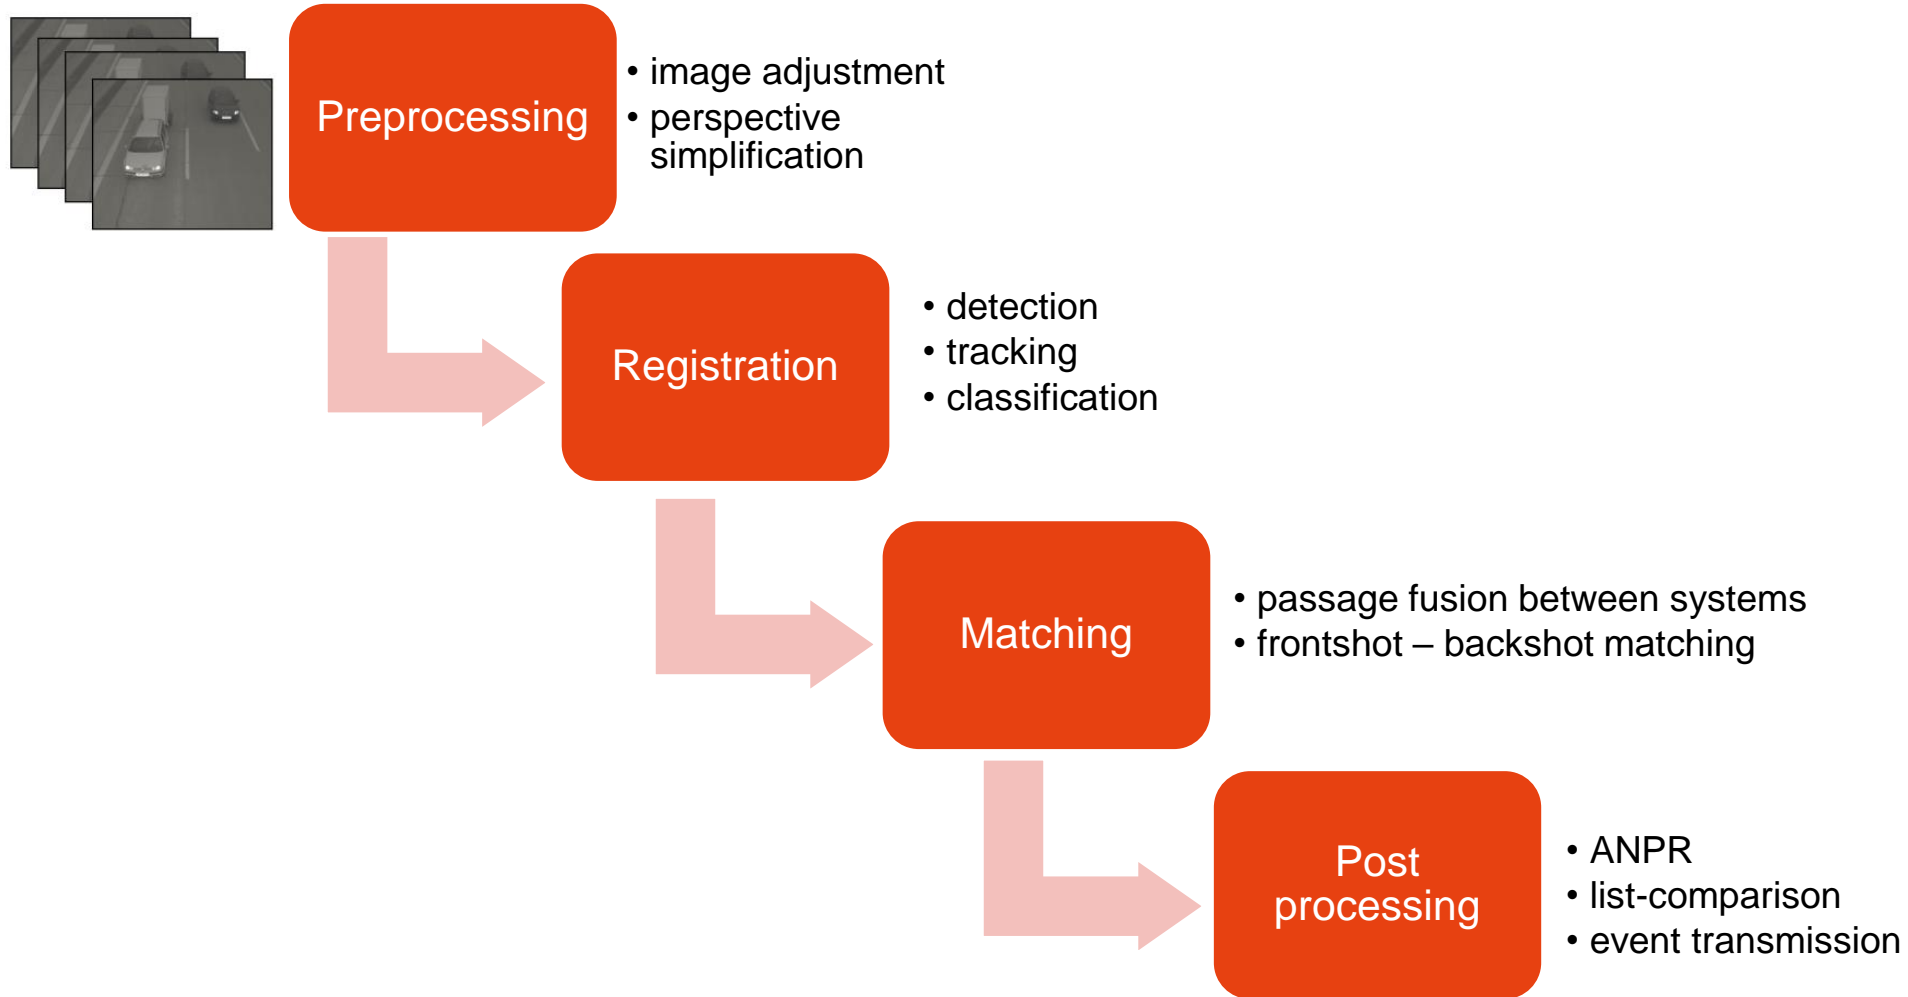 Preprocessing
• image adjustment
• perspective
simplification
Registration
• detection
• tracking
• classification
Matching
• passage fusion between systems
• frontshot – backshot matching
Post
processing
• ANPR
• list-comparison
• event transmission